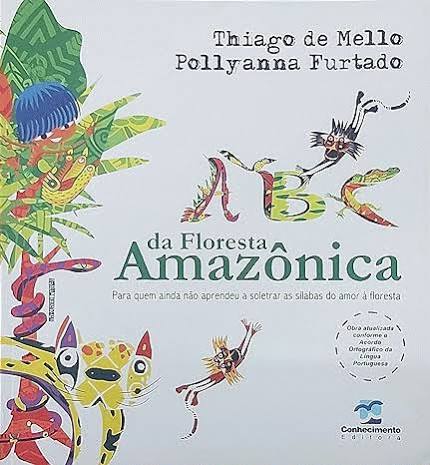 Thiago de Mello
Pollyanna Furtado
ABC
da Floresta
Amazônica
Para quem ainda não aprendeu a soletrar as sílabas do amor à floresta
Obra atualizada
conforme o
Acordo
Ortográfico da
Língua
Portuguesa
Conhecimento
Editora